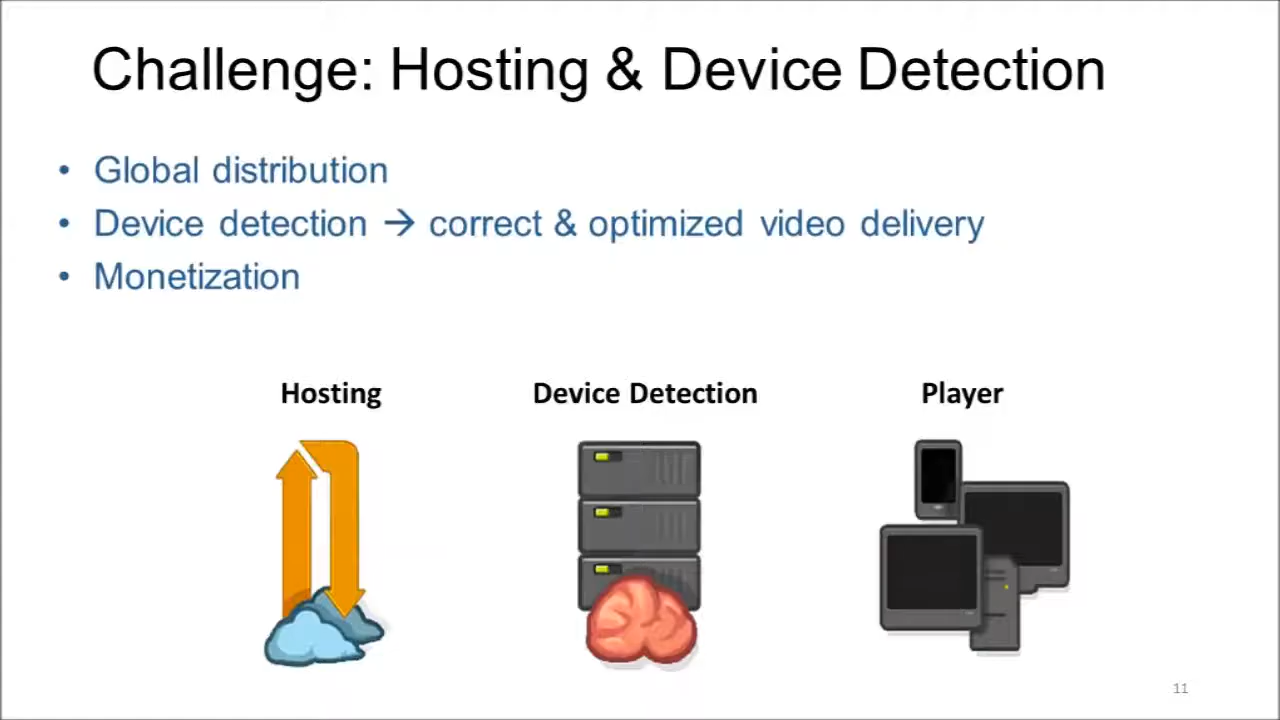 Challenge: Hosting & Device Detection
• Global distribution
• Device detection → correct & optimized video delivery
• Monetization
Hosting
Device Detection
Player
11